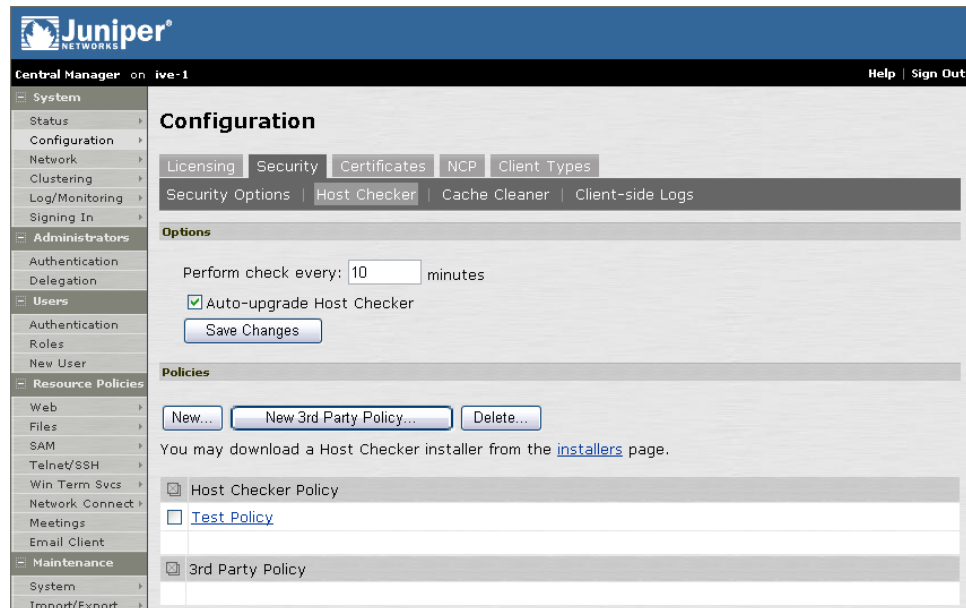 Juniper®
NETWORKS
Central Manager on ive-1
Help | Sign Out
System
Status
Configuration
Network
Clustering
Log/Monitoring
Signing In
Administrators
Authentication
Delegation
Users
Authentication
Roles
New User
Resource Policies
Web
Files
SAM
Telnet/SSH
Win Term Svcs
Network Connect
Meetings
Email Client
Maintenance
System
Import/Export
Configuration
Licensing Security Certificates NCP Client Types
Security Options | Host Checker | Cache Cleaner | Client-side Logs
Options
Perform check every: 10 minutes
Auto-upgrade Host Checker
Save Changes
Policies
New... New 3rd Party Policy... Delete...
You may download a Host Checker installer from the installers page.
Host Checker Policy
Test Policy
3rd Party Policy